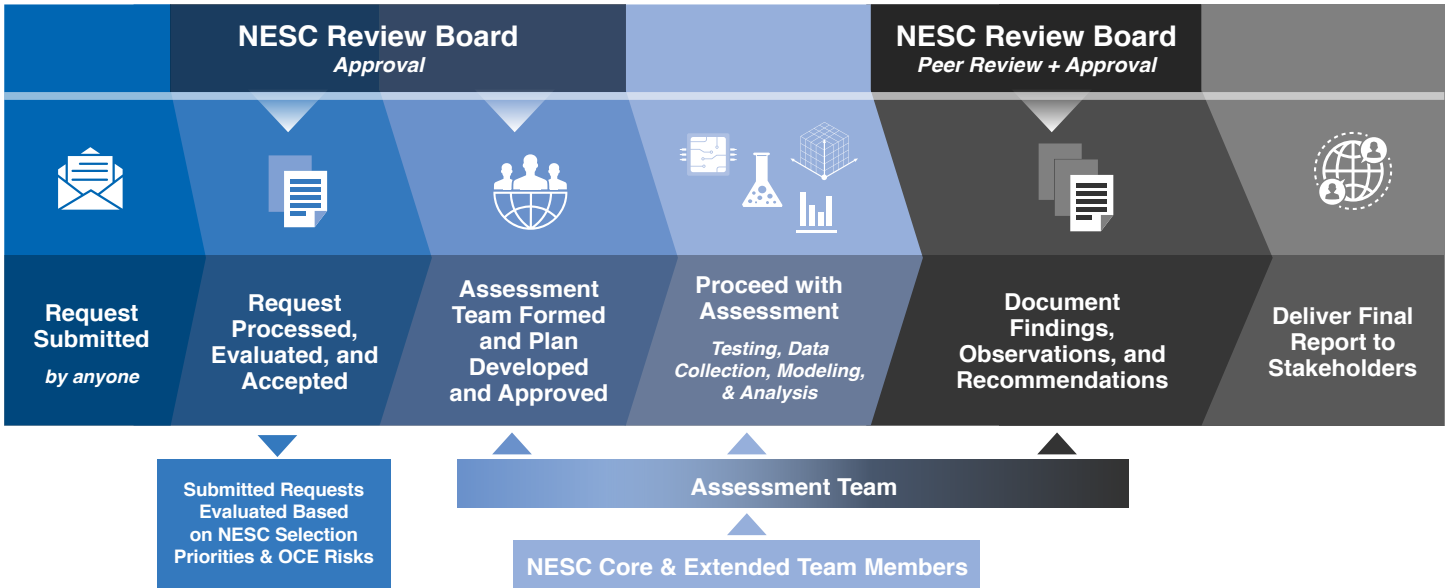 NESC Review Board
Approval
NESC Review Board
Peer Review + Approval
Request
Submitted
by anyone
Request
Processed,
Evaluated, and
Accepted
Assessment
Team Formed
and Plan
Developed
and Approved
Proceed with
Assessment
Testing, Data
Collection, Modeling,
& Analysis
Document
Findings,
Observations, and
Recommendations
Deliver Final
Report to
Stakeholders
Submitted Requests
Evaluated Based
on NESC Selection
Priorities & OCE Risks
Assessment Team
NESC Core & Extended Team Members